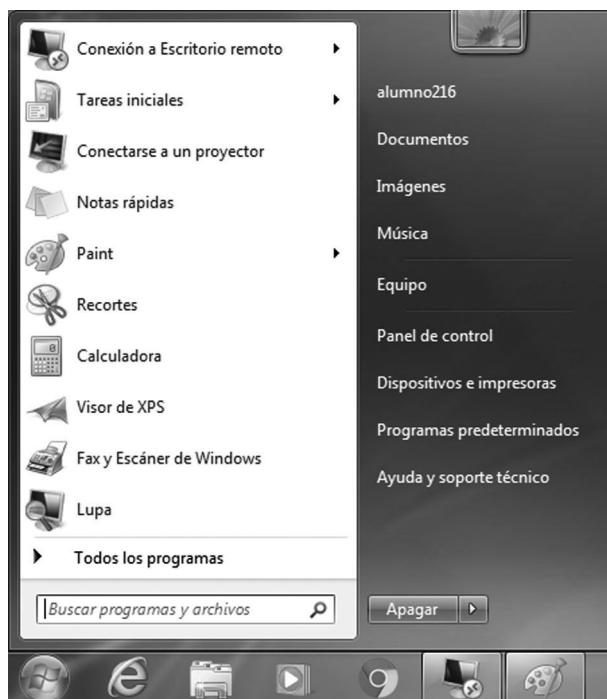 Conexión a Escritorio remoto
Tareas iniciales
Conectarse a un proyector
Notas rápidas
Paint
Recortes
Calculadora
Visor de XPS
Fax y Escáner de Windows
Lupa
Todos los programas
Buscar programas y archivos
alumno216
Documentos
Imágenes
Música
Equipo
Panel de control
Dispositivos e impresoras
Programas predeterminados
Ayuda y soporte técnico
Apagar